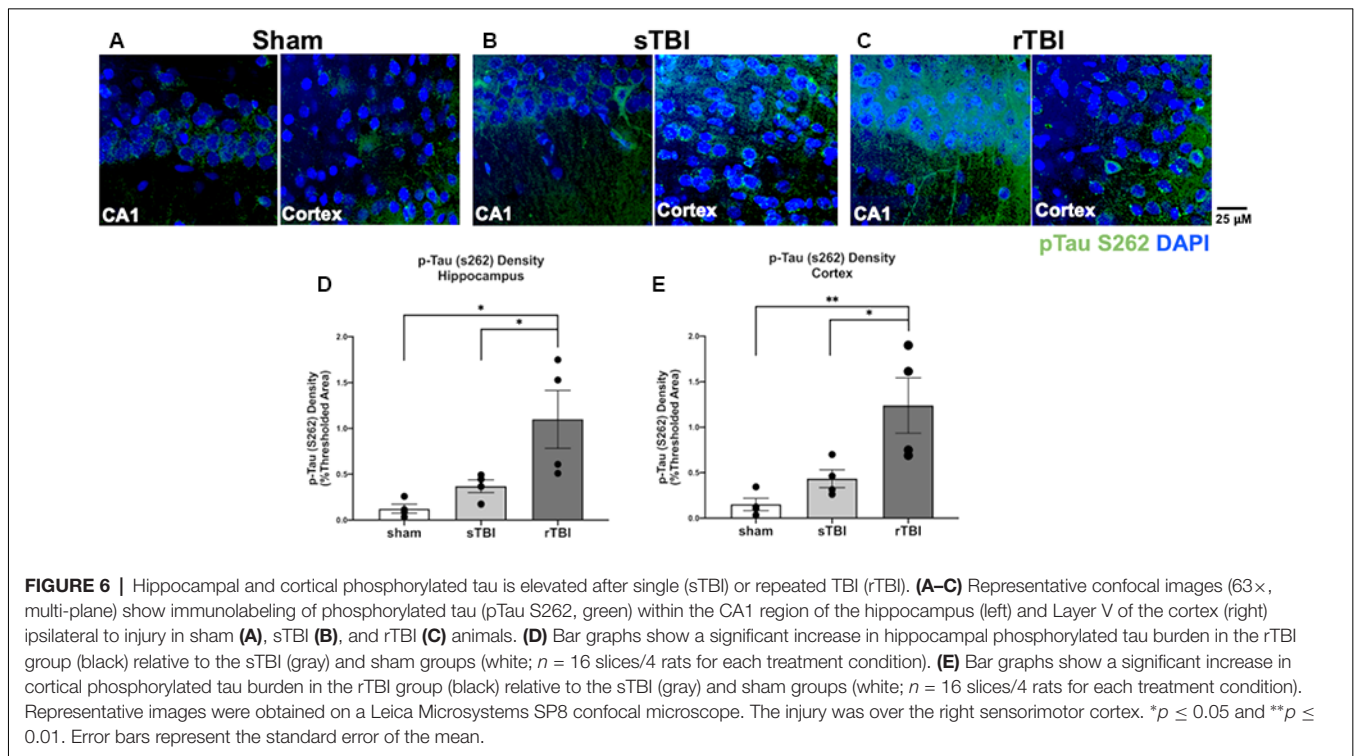 A Sham B sTBI C rTBI
CA1 Cortex CA1 Cortex CA1 Cortex
25 µM
pTau S262 DAPI
D
p-Tau (s262) Density
Hippocampus
*
*
p-Tau (S262) Density
(%Thresholded Area)
2.0
1.5
1.0
0.5
0.0
sham sTBI rTBI
E
p-Tau (s262) Density
Cortex
**
*
p-Tau (S262) Density
(%Thresholded Area)
2.0
1.5
1.0
0.5
0.0
sham sTBI rTBI
FIGURE 6 | Hippocampal and cortical phosphorylated tau is elevated after single (sTBI) or repeated TBI (rTBI). (A–C) Representative confocal images (63×,
multi-plane) show immunolabeling of phosphorylated tau (pTau S262, green) within the CA1 region of the hippocampus (left) and Layer V of the cortex (right)
ipsilateral to injury in sham (A), sTBI (B), and rTBI (C) animals. (D) Bar graphs show a significant increase in hippocampal phosphorylated tau burden in the rTBI
group (black) relative to the sTBI (gray) and sham groups (white; n = 16 slices/4 rats for each treatment condition). (E) Bar graphs show a significant increase in
cortical phosphorylated tau burden in the rTBI group (black) relative to the sTBI (gray) and sham groups (white; n = 16 slices/4 rats for each treatment condition).
Representative images were obtained on a Leica Microsystems SP8 confocal microscope. The injury was over the right sensorimotor cortex. *p ≤ 0.05 and **p ≤
0.01. Error bars represent the standard error of the mean.